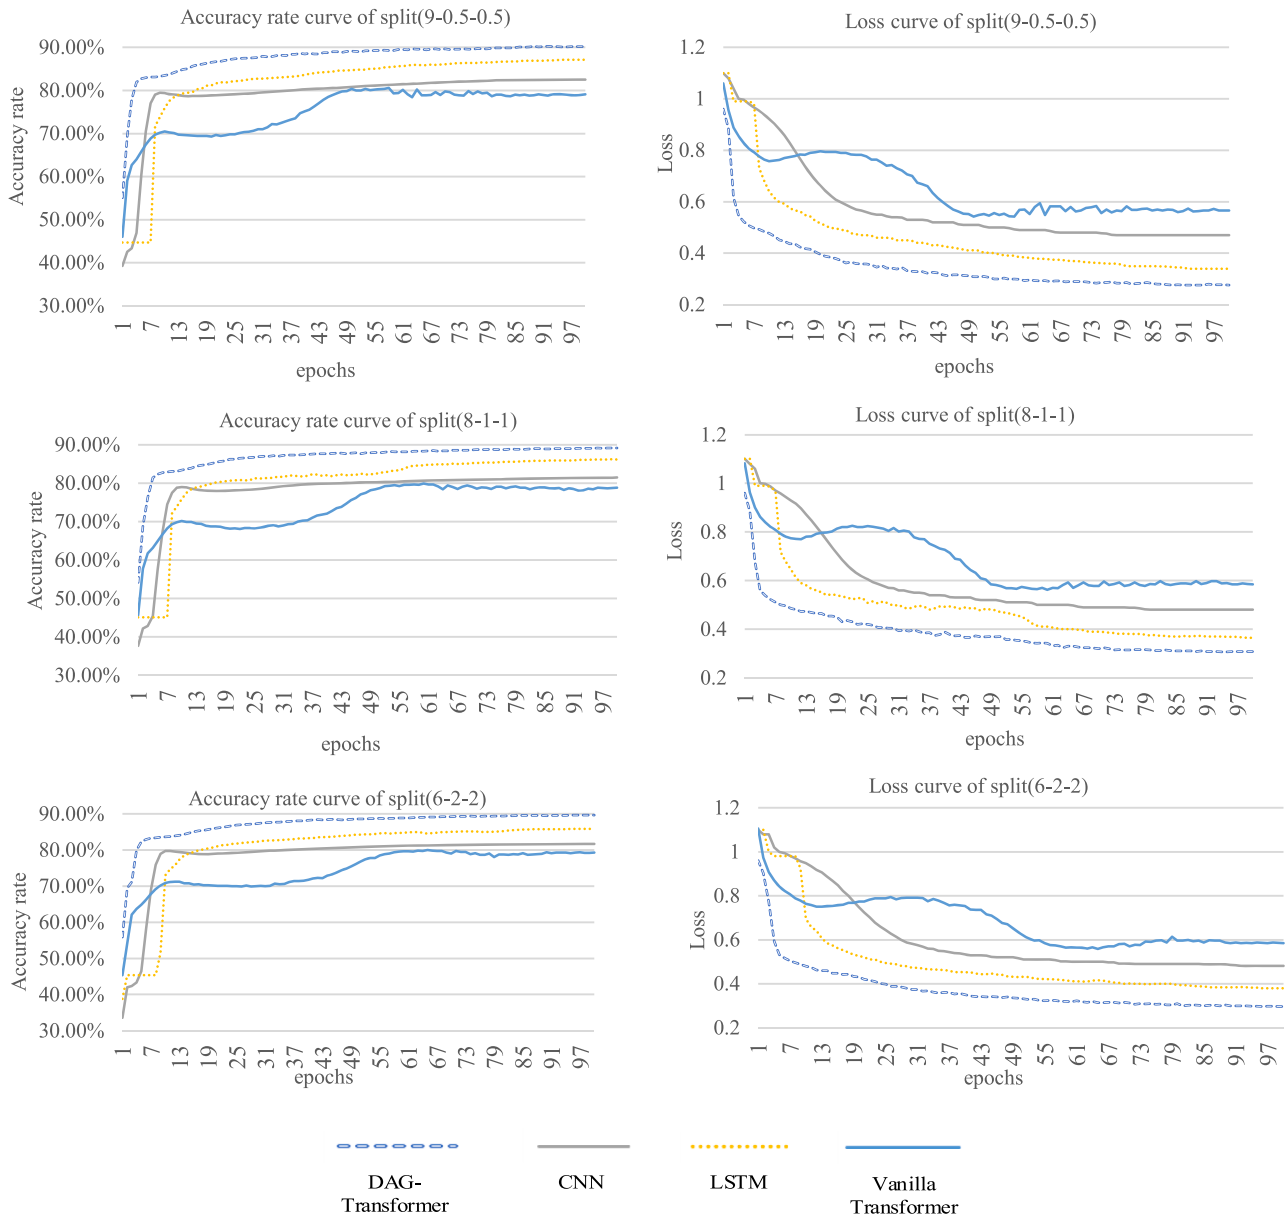 Accuracy rate curve of split(9-0.5-0.5)
90.00%
80.00%
70.00%
60.00%
50.00%
40.00%
30.00%
Accuracy rate
1 7 13 19 25 31 37 43 49 55 61 67 73 79 85 91 97
epochs
Loss curve of split(9-0.5-0.5)
1.2
1
0.8
0.6
0.4
0.2
Loss
1 7 13 19 25 31 37 43 49 55 61 67 73 79 85 91 97
epochs
Accuracy rate curve of split(8-1-1)
90.00%
80.00%
70.00%
60.00%
50.00%
40.00%
30.00%
Accuracy rate
1 7 13 19 25 31 37 43 49 55 61 67 73 79 85 91 97
epochs
Loss curve of split(8-1-1)
1.2
1
0.8
0.6
0.4
0.2
Loss
1 7 13 19 25 31 37 43 49 55 61 67 73 79 85 91 97
epochs
Accuracy rate curve of split(6-2-2)
90.00%
80.00%
70.00%
60.00%
50.00%
40.00%
30.00%
Accuracy rate
1 7 13 19 25 31 37 43 49 55 61 67 73 79 85 91 97
epochs
Loss curve of split(6-2-2)
1.2
1
0.8
0.6
0.4
0.2
Loss
1 7 13 19 25 31 37 43 49 55 61 67 73 79 85 91 97
epochs
DAG-
Transformer
CNN
LSTM
Vanilla
Transformer